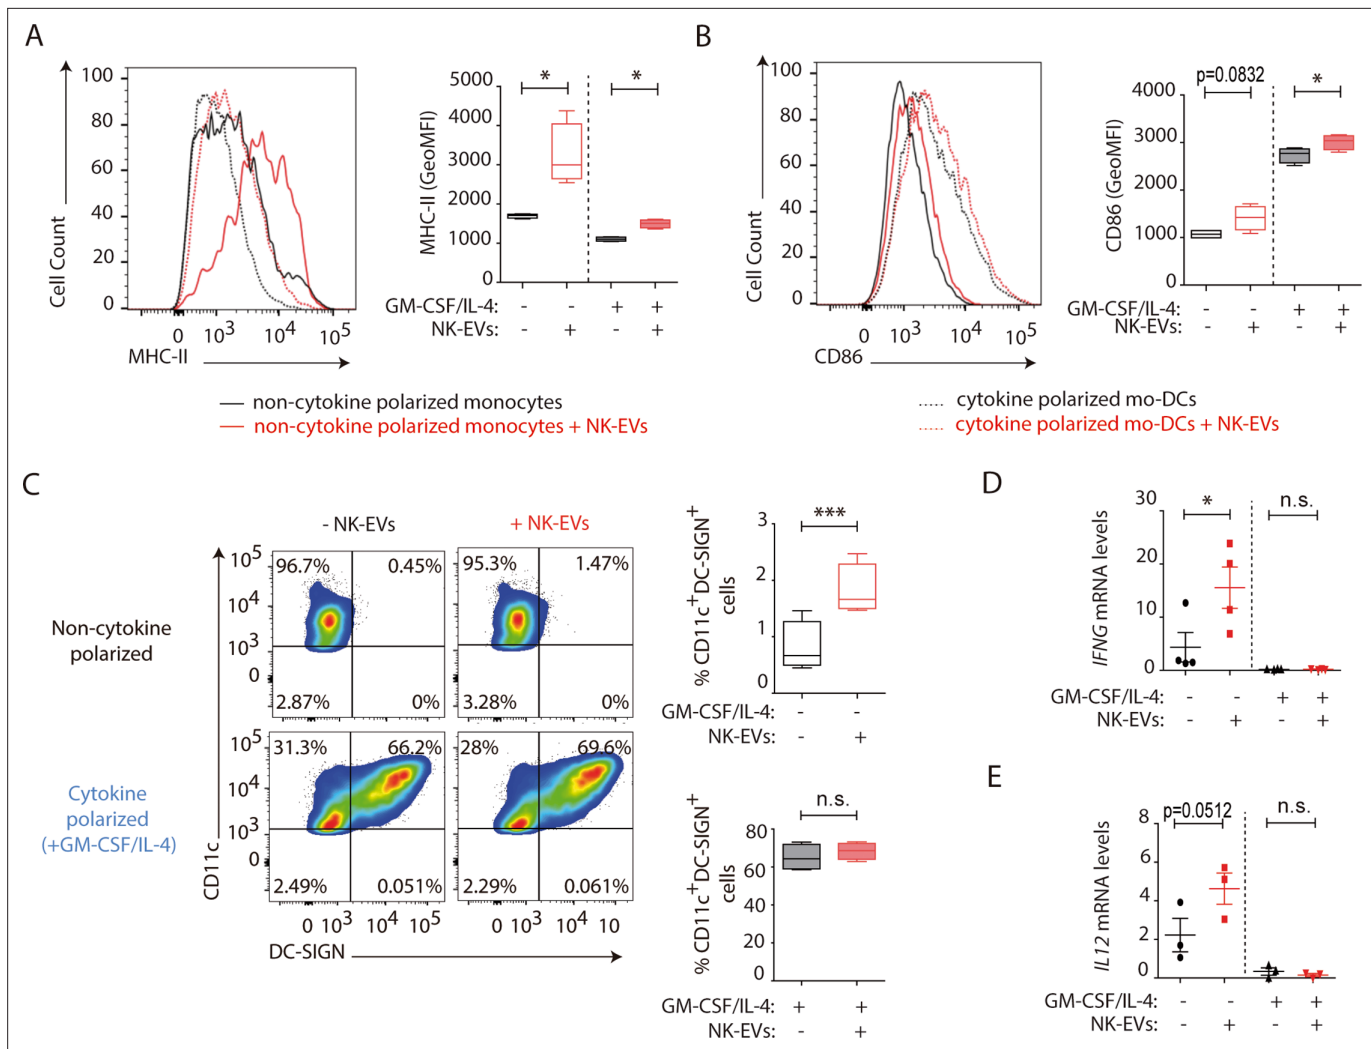 A
100
80
60
40
20
0
Cell Count
0 10³ 10⁴ 10⁵
MHC-II
5000
4000
3000
2000
1000
0
MHC-II (GeoMFI)
* *
GM-CSF/IL-4: - - + +
NK-EVs: - + - +
B
100
80
60
40
20
0
Cell Count
0 10³ 10⁴ 10⁵
CD86
4000
3000
2000
1000
0
CD86 (GeoMFI)
p=0.0832 *
GM-CSF/IL-4: - - + +
NK-EVs: - + - +
non-cytokine polarized monocytes
non-cytokine polarized monocytes + NK-EVs
cytokine polarized mo-DCs
cytokine polarized mo-DCs + NK-EVs
C
- NK-EVs + NK-EVs
Non-cytokine
polarized
10⁵
10⁴
10³
0
96.7% 0.45%
2.87% 0%
95.3% 1.47%
3.28% 0%
Cytokine
polarized
(+GM-CSF/IL-4)
10⁵
10⁴
10³
0
31.3% 66.2%
2.49% 0.051%
28% 69.6%
2.29% 0.061%
0 10³ 10⁴ 10⁵
0 10³ 10⁴ 10
CD11c
DC-SIGN
3
2
1
0
% CD11c⁺DC-SIGN⁺
cells
***
GM-CSF/IL-4: - -
NK-EVs: - +
80
60
40
20
0
% CD11c⁺DC-SIGN⁺
cells
n.s.
GM-CSF/IL-4: + +
NK-EVs: - +
D
30
20
10
0
IFNG mRNA levels
* n.s.
GM-CSF/IL-4: - - + +
NK-EVs: - + - +
E
8
6
4
2
0
IL12 mRNA levels
p=0.0512 n.s.
GM-CSF/IL-4: - - + +
NK-EVs: - + - +